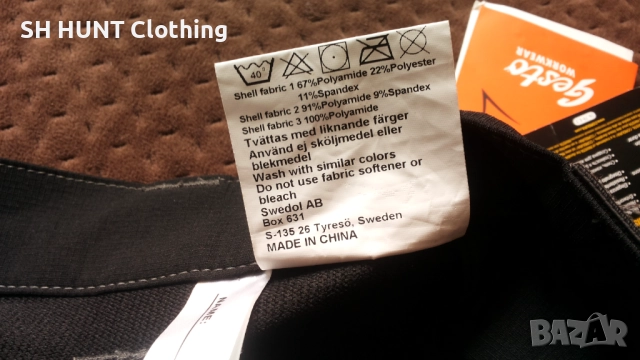 SH HUNT Clothing
40°
Shell fabric 1 67%Polyamide 22%Polyester
11%Spandex
Shell fabric 2 91%Polyamide 9%Spandex
Shell fabric 3 100%Polyamide
Tvättas med liknande färger
Använd ej sköljmedel eller
blekmedel
Wash with similar colors
Do not use fabric softener or
bleach
Swedol AB
Box 631
S-135 26 Tyresö, Sweden
MADE IN CHINA
Gesto
WORKWEAR
NAME:
BAZAR
bg